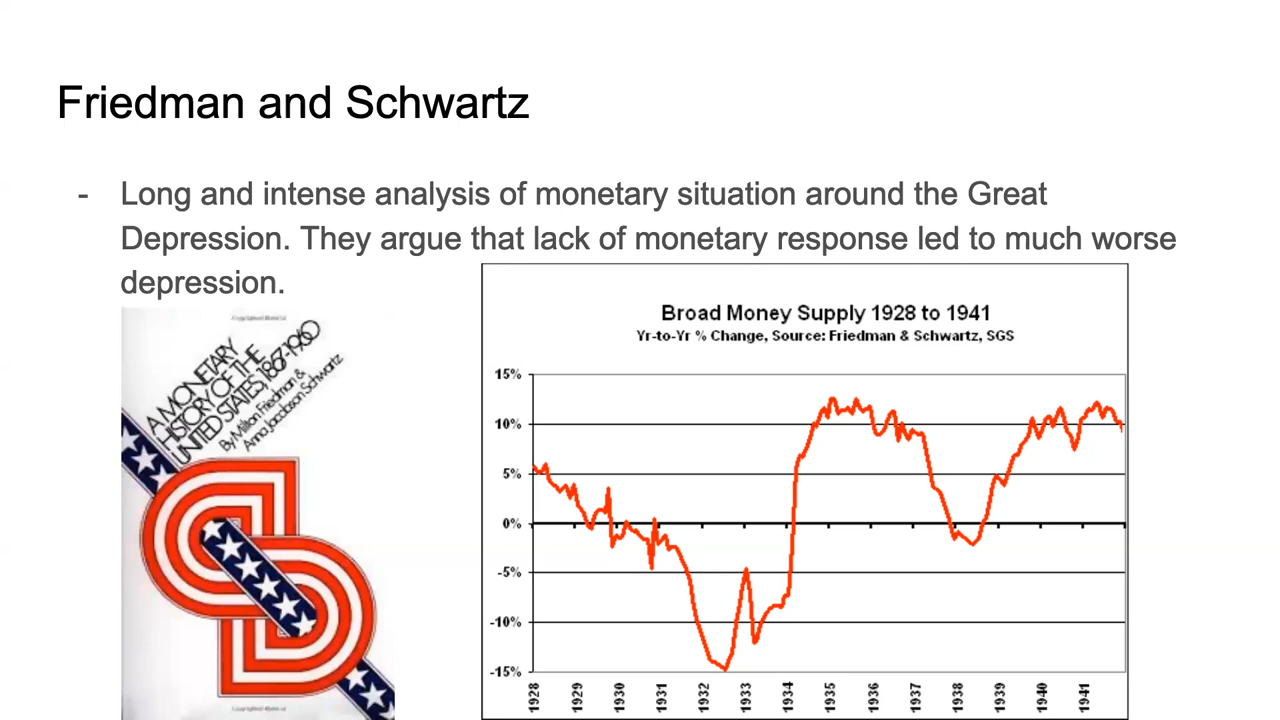 Friedman and Schwartz
- Long and intense analysis of monetary situation around the Great
Depression. They argue that lack of monetary response led to much worse
depression.
A MONETARY
HISTORY OF THE
UNITED STATES, 1867-1960
By Milton Friedman &
Anna Jacobson Schwartz
Broad Money Supply 1928 to 1941
Yr-to-Yr % Change, Source: Friedman & Schwartz, SGS
15%
10%
5%
0%
-5%
-10%
-15%
1928 1929 1930 1931 1932 1933 1934 1935 1936 1937 1938 1939 1940 1941